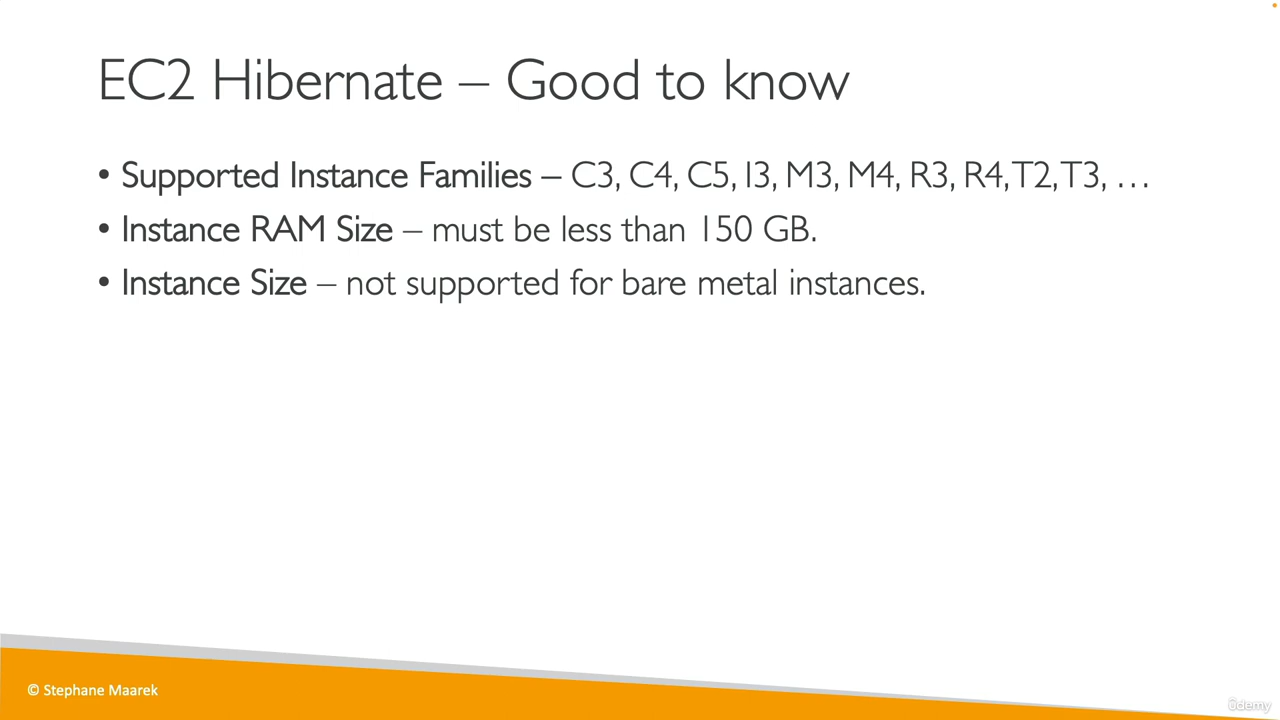 EC2 Hibernate – Good to know
• Supported Instance Families – C3, C4, C5, I3, M3, M4, R3, R4, T2, T3, …
• Instance RAM Size – must be less than 150 GB.
• Instance Size – not supported for bare metal instances.
© Stephane Maarek
ûdemy